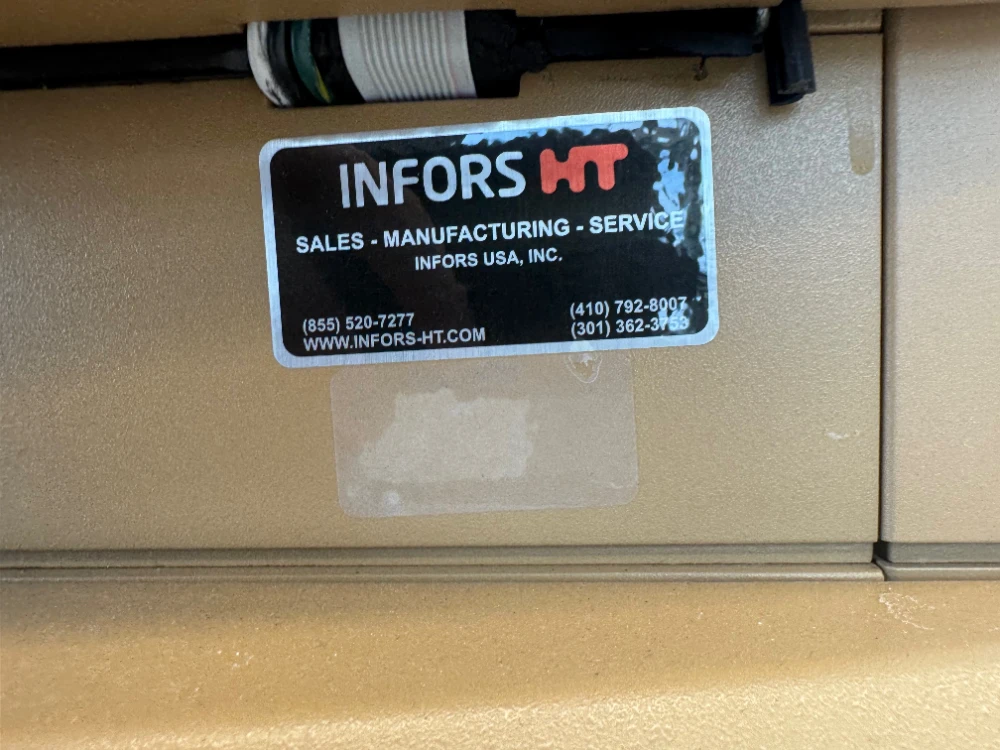 INFORS HT
SALES - MANUFACTURING - SERVICE
INFORS USA, INC.
(855) 520-7277
WWW.INFORS-HT.COM
(410) 792-8007
(301) 362-3753